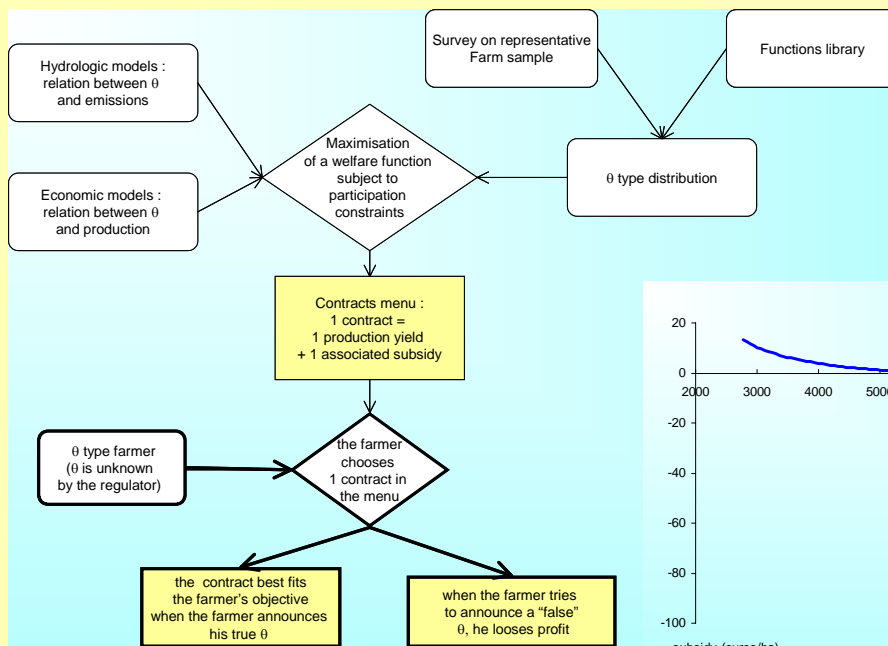 Survey on representative
Farm sample
Functions library
Hydrologic models :
relation between θ
and emissions
Maximisation
of a welfare function
subject to
participation
constraints
θ type distribution
Economic models :
relation between θ
and production
Contracts menu :
1 contract =
1 production yield
+ 1 associated subsidy
θ type farmer
(θ is unknown
by the regulator)
the farmer
chooses
1 contract in
the menu
the contract best fits
the farmer's objective
when the farmer announces
his true θ
when the farmer tries
to announce a “false”
θ, he looses profit
20
0
2000 3000 4000 5000
-20
-40
-60
-80
-100
subsidy (euros/ha)